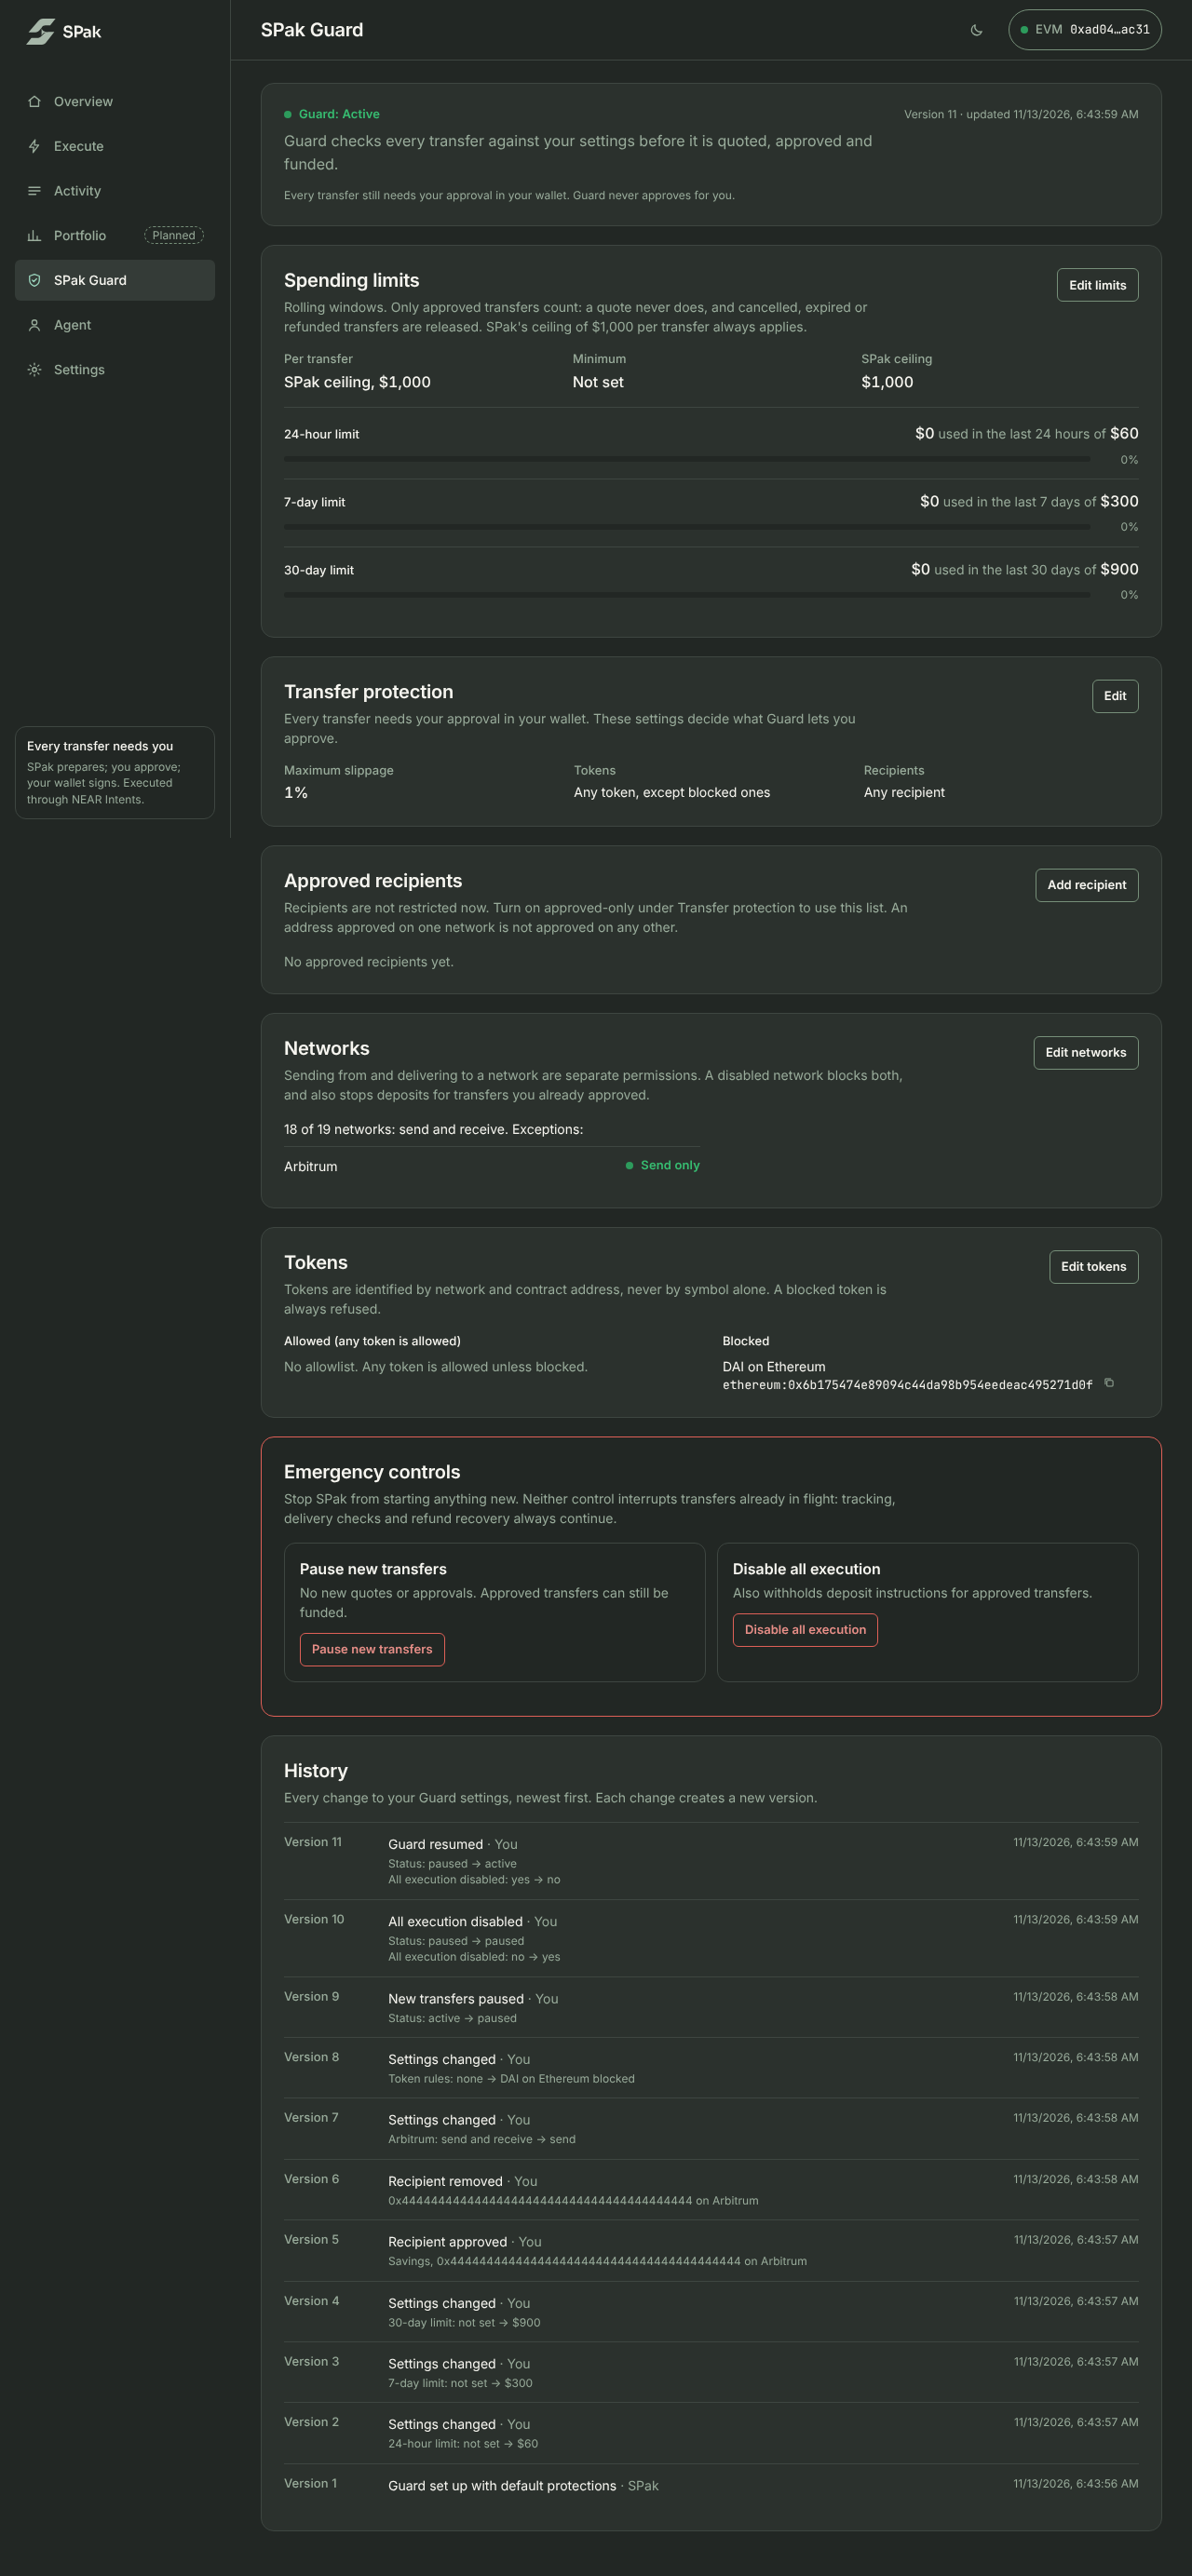 SPak
Overview
Execute
Activity
Portfolio Planned
SPak Guard
Agent
Settings
Every transfer needs you
SPak prepares; you approve;
your wallet signs. Executed
through NEAR Intents.
SPak Guard
EVM 0xad04…ac31
Guard: Active
Version 11 · updated 11/13/2026, 6:43:59 AM
Guard checks every transfer against your settings before it is quoted, approved and
funded.
Every transfer still needs your approval in your wallet. Guard never approves for you.
Spending limits
Edit limits
Rolling windows. Only approved transfers count: a quote never does, and cancelled, expired or
refunded transfers are released. SPak's ceiling of $1,000 per transfer always applies.
Per transfer Minimum SPak ceiling
SPak ceiling, $1,000 Not set $1,000
24-hour limit $0 used in the last 24 hours of $60
0%
7-day limit $0 used in the last 7 days of $300
0%
30-day limit $0 used in the last 30 days of $900
0%
Transfer protection
Edit
Every transfer needs your approval in your wallet. These settings decide what Guard lets you
approve.
Maximum slippage Tokens Recipients
1% Any token, except blocked ones Any recipient
Approved recipients
Add recipient
Recipients are not restricted now. Turn on approved-only under Transfer protection to use this list. An
address approved on one network is not approved on any other.
No approved recipients yet.
Networks
Edit networks
Sending from and delivering to a network are separate permissions. A disabled network blocks both,
and also stops deposits for transfers you already approved.
18 of 19 networks: send and receive. Exceptions:
Arbitrum Send only
Tokens
Edit tokens
Tokens are identified by network and contract address, never by symbol alone. A blocked token is
always refused.
Allowed (any token is allowed)
No allowlist. Any token is allowed unless blocked.
Blocked
DAI on Ethereum
ethereum:0x6b175474e89094c44da98b954eedeac495271d0f
Emergency controls
Stop SPak from starting anything new. Neither control interrupts transfers already in flight: tracking,
delivery checks and refund recovery always continue.
Pause new transfers
No new quotes or approvals. Approved transfers can still be
funded.
Pause new transfers
Disable all execution
Also withholds deposit instructions for approved transfers.
Disable all execution
History
Every change to your Guard settings, newest first. Each change creates a new version.
Version 11 Guard resumed · You 11/13/2026, 6:43:59 AM
Status: paused → active
All execution disabled: yes → no
Version 10 All execution disabled · You 11/13/2026, 6:43:59 AM
Status: paused → paused
All execution disabled: no → yes
Version 9 New transfers paused · You 11/13/2026, 6:43:58 AM
Status: active → paused
Version 8 Settings changed · You 11/13/2026, 6:43:58 AM
Token rules: none → DAI on Ethereum blocked
Version 7 Settings changed · You 11/13/2026, 6:43:58 AM
Arbitrum: send and receive → send
Version 6 Recipient removed · You 11/13/2026, 6:43:58 AM
0x4444444444444444444444444444444444444444 on Arbitrum
Version 5 Recipient approved · You 11/13/2026, 6:43:57 AM
Savings, 0x4444444444444444444444444444444444444444 on Arbitrum
Version 4 Settings changed · You 11/13/2026, 6:43:57 AM
30-day limit: not set → $900
Version 3 Settings changed · You 11/13/2026, 6:43:57 AM
7-day limit: not set → $300
Version 2 Settings changed · You 11/13/2026, 6:43:57 AM
24-hour limit: not set → $60
Version 1 Guard set up with default protections · SPak 11/13/2026, 6:43:56 AM